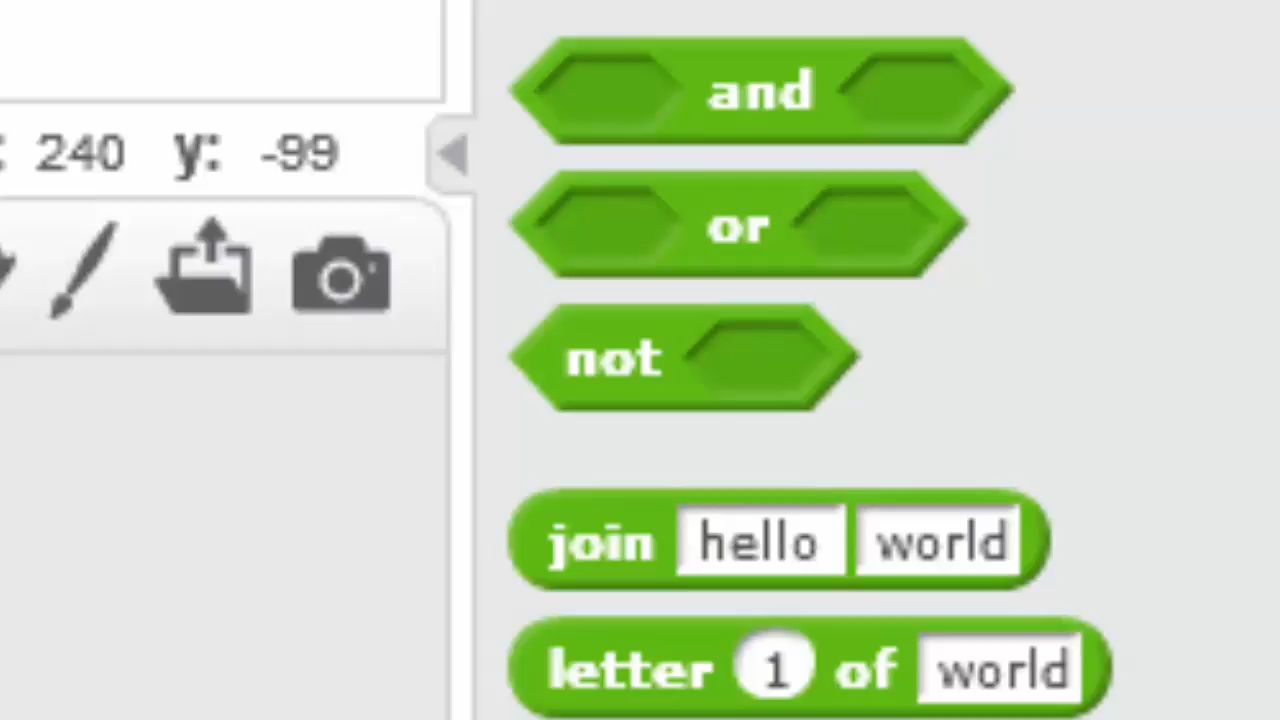 and
: 240 y: -99
or
not
join hello world
letter 1 of world